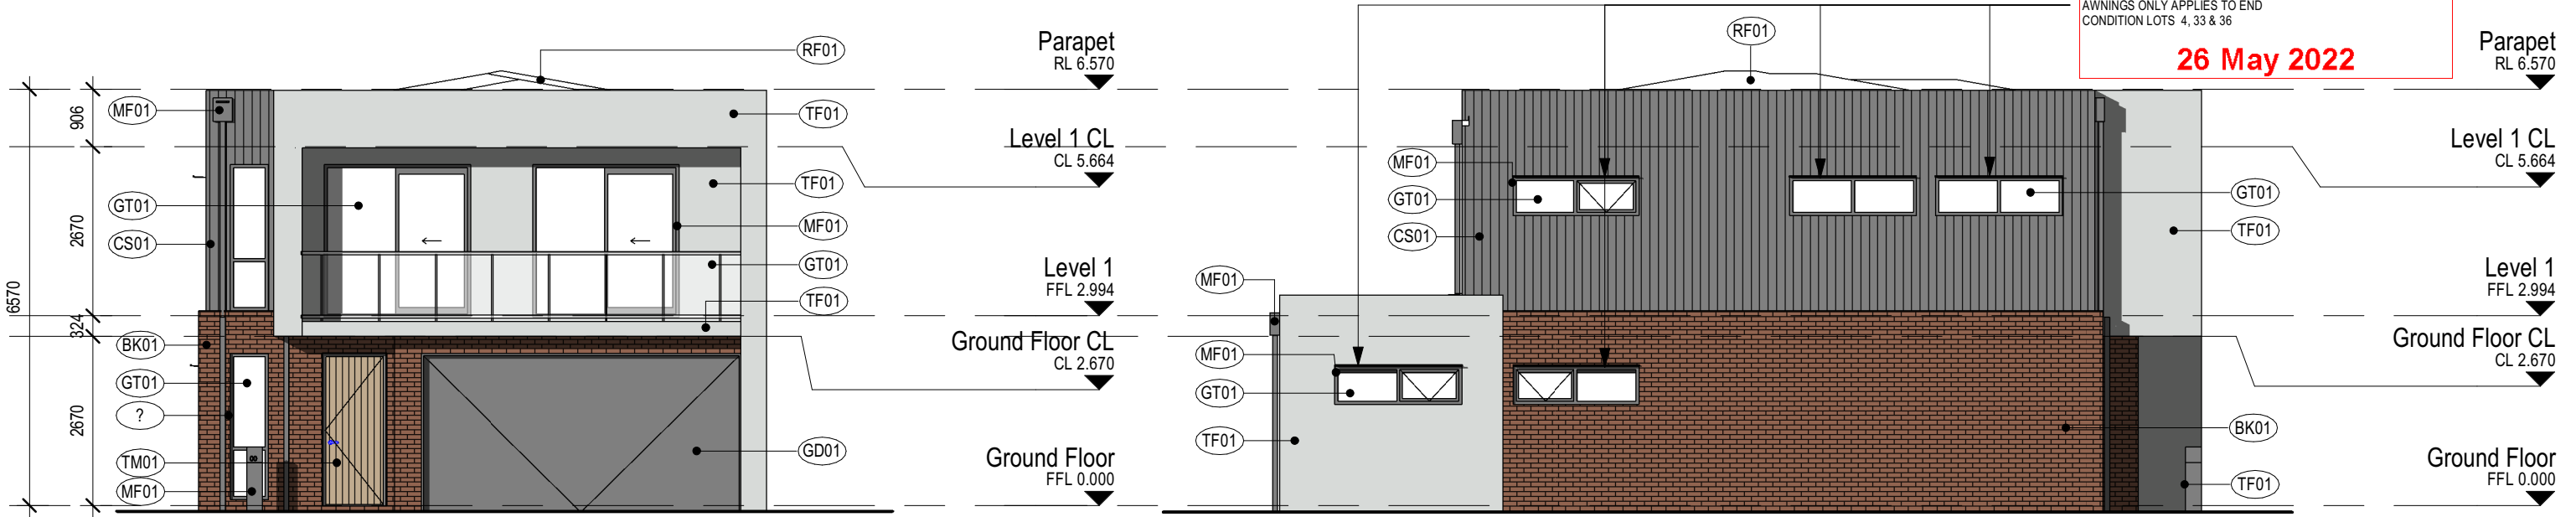 AWNINGS ONLY APPLIES TO END
CONDITION LOTS 4, 33 & 36
26 May 2022
RF01
MF01
TF01
TF01
GT01
MF01
CS01
GT01
TF01
BK01
GT01
?
TM01
GD01
MF01
8
906
2670
6570
324
2670
Parapet
RL 6.570
Level 1 CL
CL 5.664
Level 1
FFL 2.994
Ground Floor CL
CL 2.670
Ground Floor
FFL 0.000
RF01
MF01
GT01
GT01
CS01
TF01
MF01
MF01
GT01
TF01
BK01
TF01
Parapet
RL 6.570
Level 1 CL
CL 5.664
Level 1
FFL 2.994
Ground Floor CL
CL 2.670
Ground Floor
FFL 0.000